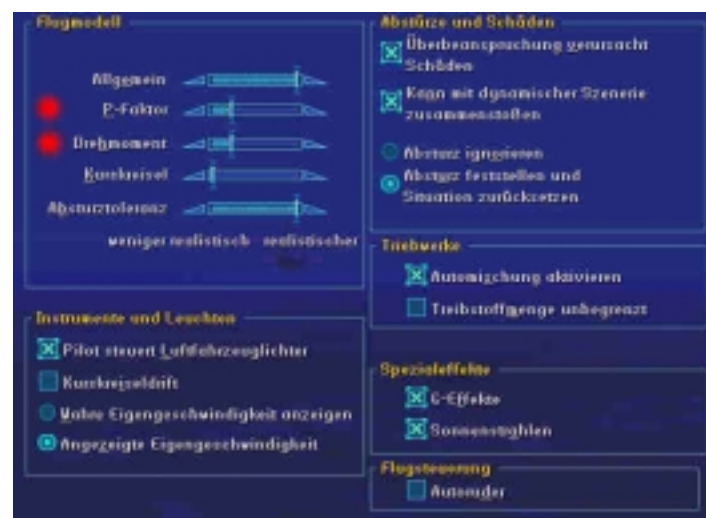 Flugmodell
Allgemein
P-Faktor
Drehmoment
Kurskreisel
Absturztoleranz
weniger realistisch realistischer
Instrumente und Leuchten
Pilot steuert Luftfahrzeuglichter
Kurskreiseldrift
Wahre Eigengeschwindigkeit anzeigen
Angezeigte Eigengeschwindigkeit
Abstürze und Schäden
Überbeanspruchung verursacht
Schäden
Kann mit dynamischer Szenerie
zusammenstoßen
Absturz ignorieren
Absturz feststellen und
Situation zurücksetzen
Triebwerke
Automischung aktivieren
Treibstoffmenge unbegrenzt
Spezialeffekte
G-Effekte
Sonnenstrahlen
Flugsteuerung
Autoruder